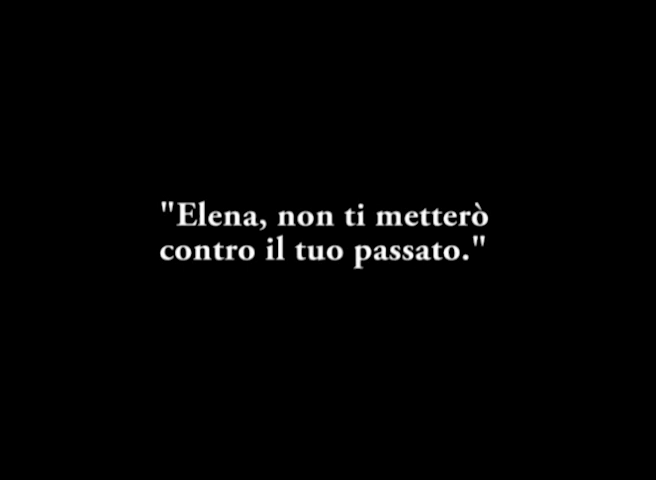 "Elena, non ti metterò
contro il tuo passato."